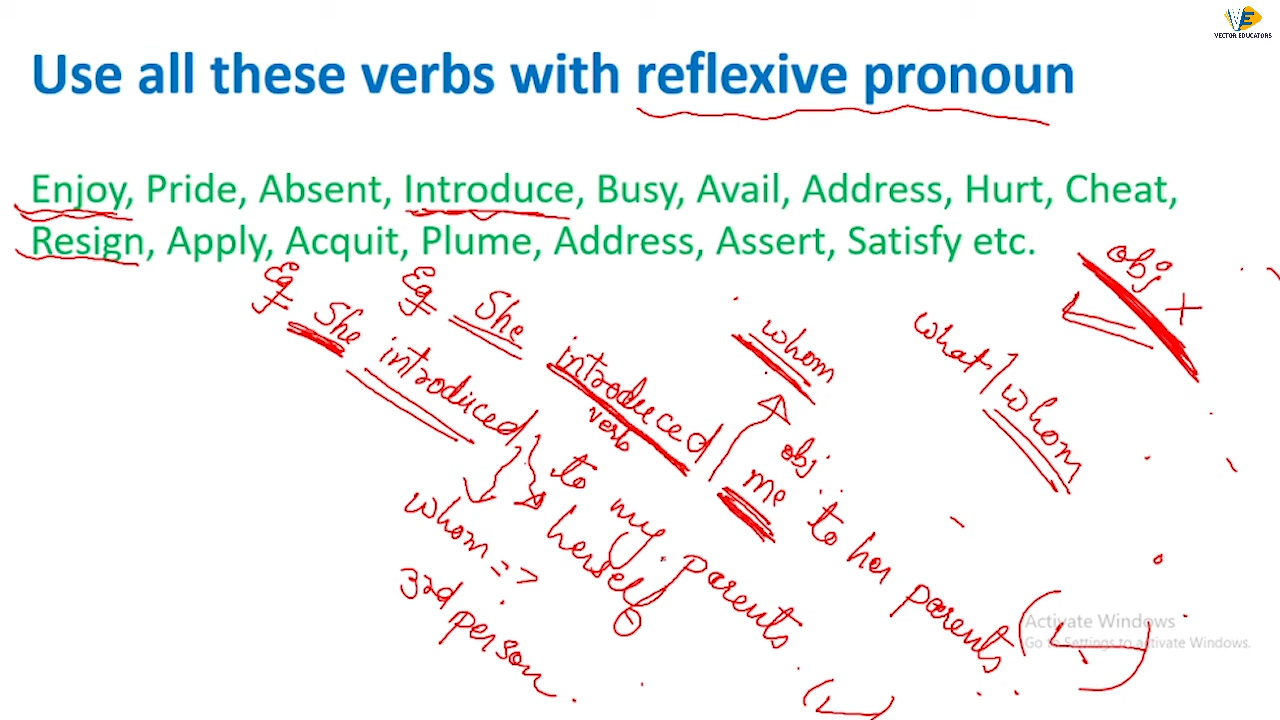 VE
VECTOR EDUCATORS
Use all these verbs with reflexive pronoun
Enjoy, Pride, Absent, Introduce, Busy, Avail, Address, Hurt, Cheat,
Resign, Apply, Acquit, Plume, Address, Assert, Satisfy etc.
Eg She introduced to my parents.
herself
whom =>
3rd person.
Eg She introduced me to her parents
verb
obj.
whom
what/whom
obj X
Activate Windows
Go to Settings to activate Windows.